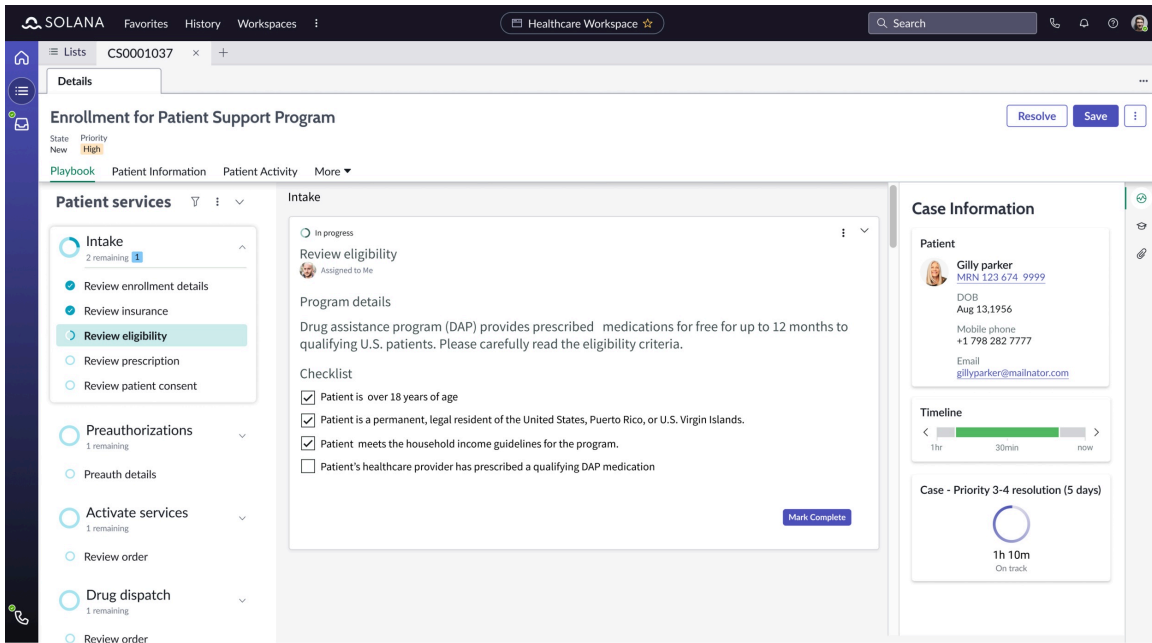 SOLANA Favorites History Workspaces Healthcare Workspace Search
Lists CS0001037
Details
Enrollment for Patient Support Program
Resolve Save
State Priority
New High
Playbook Patient Information Patient Activity More
Patient services
Intake
2 remaining 1
Review enrollment details
Review insurance
Review eligibility
Review prescription
Review patient consent
Preauthorizations
1 remaining
Preauth details
Activate services
1 remaining
Review order
Drug dispatch
1 remaining
Review order
Intake
In progress
Review eligibility
Assigned to Me
Program details
Drug assistance program (DAP) provides prescribed medications for free for up to 12 months to
qualifying U.S. patients. Please carefully read the eligibility criteria.
Checklist
Patient is over 18 years of age
Patient is a permanent, legal resident of the United States, Puerto Rico, or U.S. Virgin Islands.
Patient meets the household income guidelines for the program.
Patient's healthcare provider has prescribed a qualifying DAP medication
Mark Complete
Case Information
Patient
Gilly parker
MRN 123 674 9999
DOB
Aug 13,1956
Mobile phone
+1 798 282 7777
Email
gillyparker@mailnator.com
Timeline
1hr 30min now
Case - Priority 3-4 resolution (5 days)
1h 10m
On track